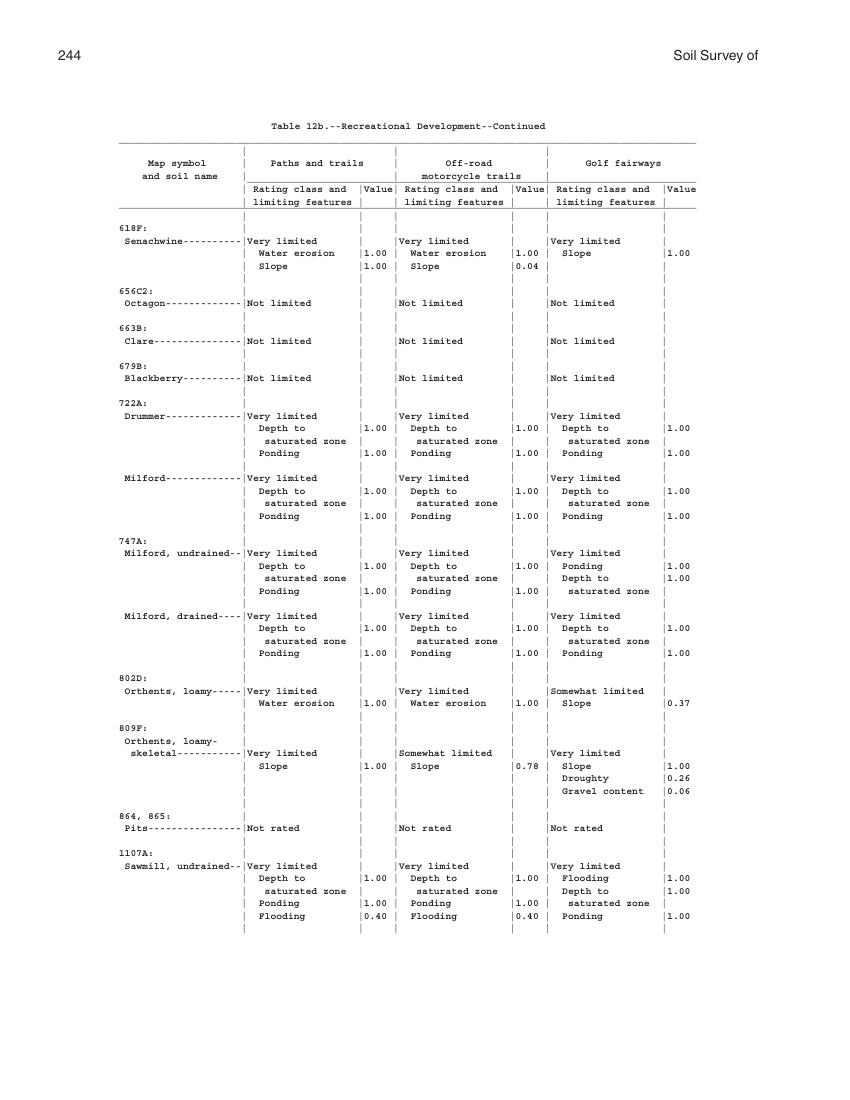 244
Soil Survey of
Table 12b.--Recreational Development--Continued
Map symbol | Paths and trails | Off-road | Golf fairways
and soil name | | motorcycle trails |
| Rating class and |Value| Rating class and |Value| Rating class and |Value
| limiting features | | limiting features | | limiting features |
618F:
Senachwine----------|Very limited | |Very limited | |Very limited |
| Water erosion |1.00 | Water erosion |1.00 | Slope |1.00
| Slope |1.00 | Slope |0.04 | |
656C2:
Octagon-------------|Not limited | |Not limited | |Not limited |
663B:
Clare---------------|Not limited | |Not limited | |Not limited |
679B:
Blackberry----------|Not limited | |Not limited | |Not limited |
722A:
Drummer-------------|Very limited | |Very limited | |Very limited |
| Depth to |1.00 | Depth to |1.00 | Depth to |1.00
| saturated zone | | saturated zone | | saturated zone |
| Ponding |1.00 | Ponding |1.00 | Ponding |1.00
Milford-------------|Very limited | |Very limited | |Very limited |
| Depth to |1.00 | Depth to |1.00 | Depth to |1.00
| saturated zone | | saturated zone | | saturated zone |
| Ponding |1.00 | Ponding |1.00 | Ponding |1.00
747A:
Milford, undrained--|Very limited | |Very limited | |Very limited |
| Depth to |1.00 | Depth to |1.00 | Ponding |1.00
| saturated zone | | saturated zone | | Depth to |1.00
| Ponding |1.00 | Ponding |1.00 | saturated zone |
Milford, drained----|Very limited | |Very limited | |Very limited |
| Depth to |1.00 | Depth to |1.00 | Depth to |1.00
| saturated zone | | saturated zone | | saturated zone |
| Ponding |1.00 | Ponding |1.00 | Ponding |1.00
802D:
Orthents, loamy-----|Very limited | |Very limited | |Somewhat limited |
| Water erosion |1.00 | Water erosion |1.00 | Slope |0.37
809F:
Orthents, loamy-
skeletal-----------|Very limited | |Somewhat limited | |Very limited |
| Slope |1.00 | Slope |0.78 | Slope |1.00
| | | | | Droughty |0.26
| | | | | Gravel content |0.06
864, 865:
Pits----------------|Not rated | |Not rated | |Not rated |
1107A:
Sawmill, undrained--|Very limited | |Very limited | |Very limited |
| Depth to |1.00 | Depth to |1.00 | Flooding |1.00
| saturated zone | | saturated zone | | Depth to |1.00
| Ponding |1.00 | Ponding |1.00 | saturated zone |
| Flooding |0.40 | Flooding |0.40 | Ponding |1.00